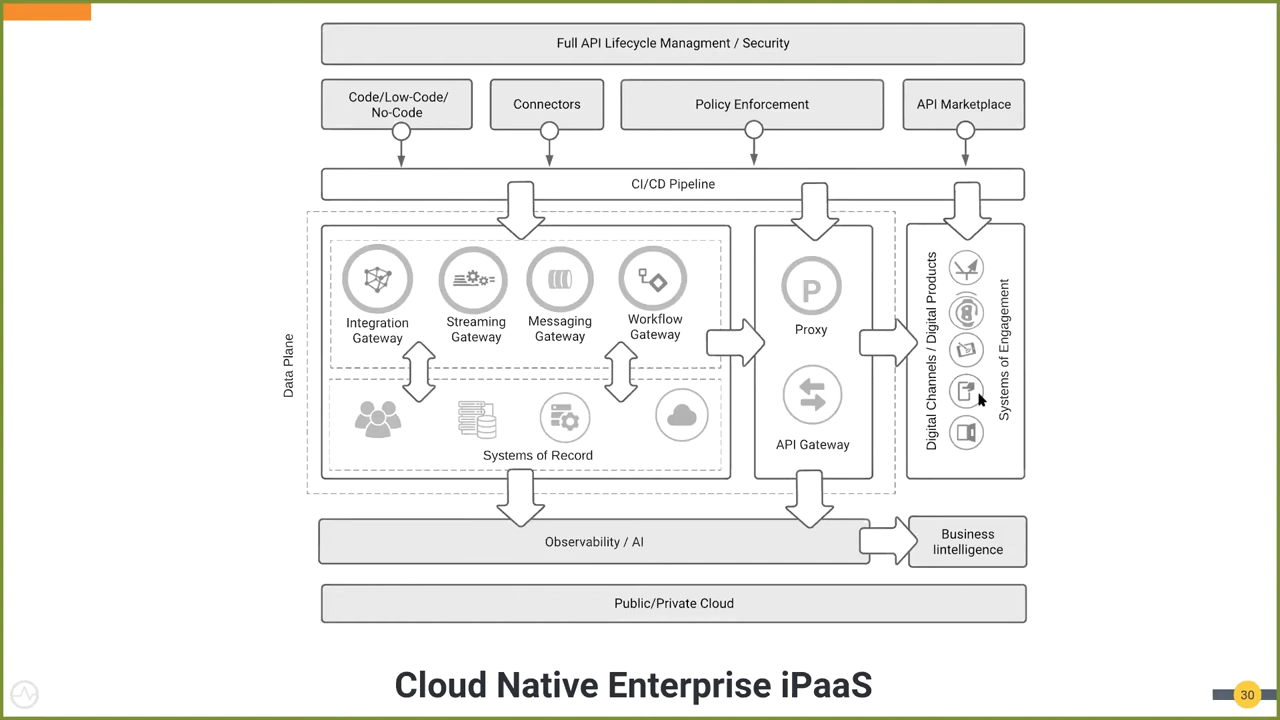 Full API Lifecycle Managment / Security
Code/Low-Code/
No-Code
Connectors
Policy Enforcement
API Marketplace
CI/CD Pipeline
Data Plane
Integration
Gateway
Streaming
Gateway
Messaging
Gateway
Workflow
Gateway
Systems of Record
P
Proxy
API Gateway
Digital Channels / Digital Products
Systems of Engagement
Observability / AI
Business
Iintelligence
Public/Private Cloud
Cloud Native Enterprise iPaaS
30